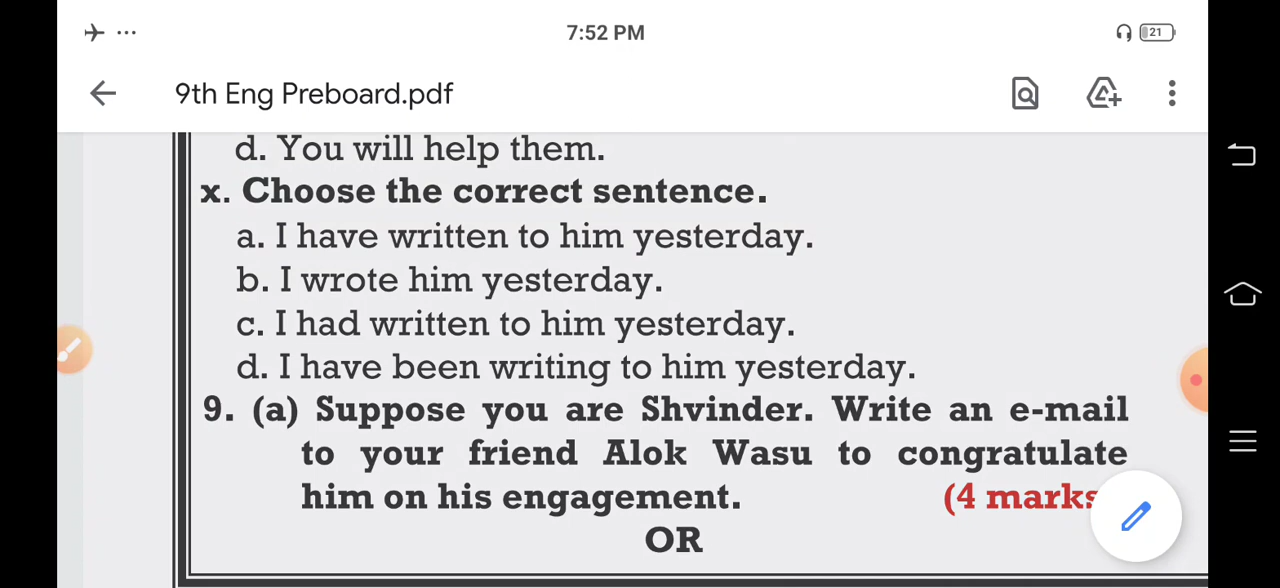 7:52 PM
21
9th Eng Preboard.pdf
d. You will help them.
x. Choose the correct sentence.
a. I have written to him yesterday.
b. I wrote him yesterday.
c. I had written to him yesterday.
d. I have been writing to him yesterday.
9. (a) Suppose you are Shvinder. Write an e-mail
to your friend Alok Wasu to congratulate
him on his engagement. (4 marks
OR